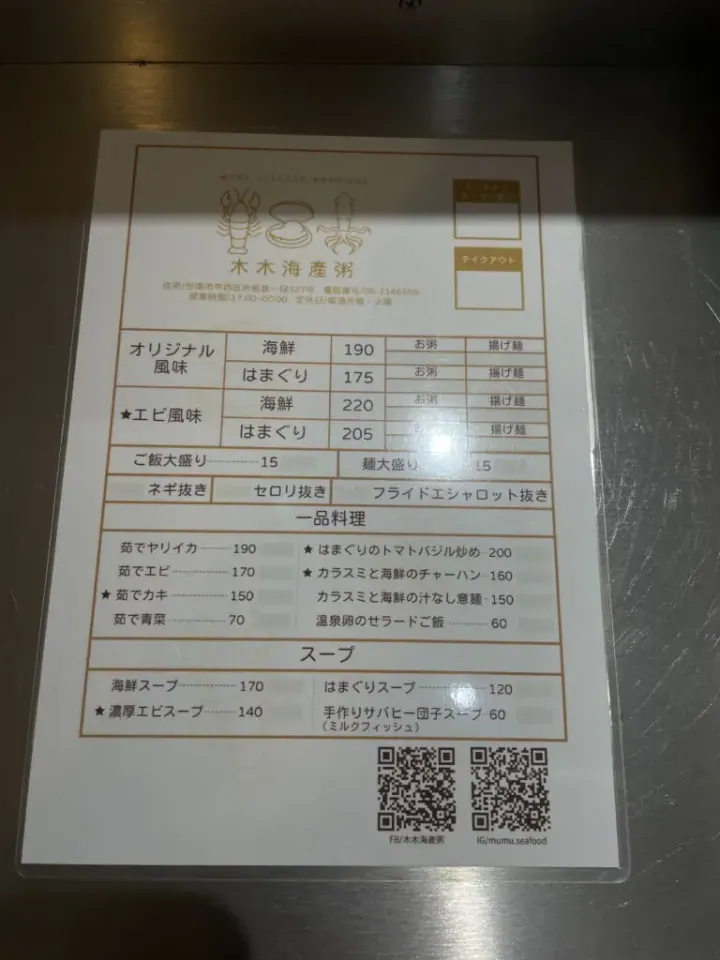 木木海產粥
テイクアウト
オリジナル風味
海鮮 190 お粥 揚げ麺
はまぐり 175 お粥 揚げ麺
★エビ風味
海鮮 220 お粥 揚げ麺
はまぐり 205 揚げ麺
ご飯大盛り 15 麺大盛り 15
ネギ抜き セロリ抜き フライドエシャロット抜き
一品料理
茹でヤリイカ 190
茹でエビ 170
★茹でカキ 150
茹で青菜 70
★はまぐりのトマトバジル炒め 200
★カラスミと海鮮のチャーハン 160
カラスミと海鮮の汁なし意麺 150
温泉卵のせラードご飯 60
スープ
海鮮スープ 170
★濃厚エビスープ 140
はまぐりスープ 120
手作りサバヒー団子スープ 60
(ミルクフィッシュ)
FB/木木海產粥
IG/mumu.seafood